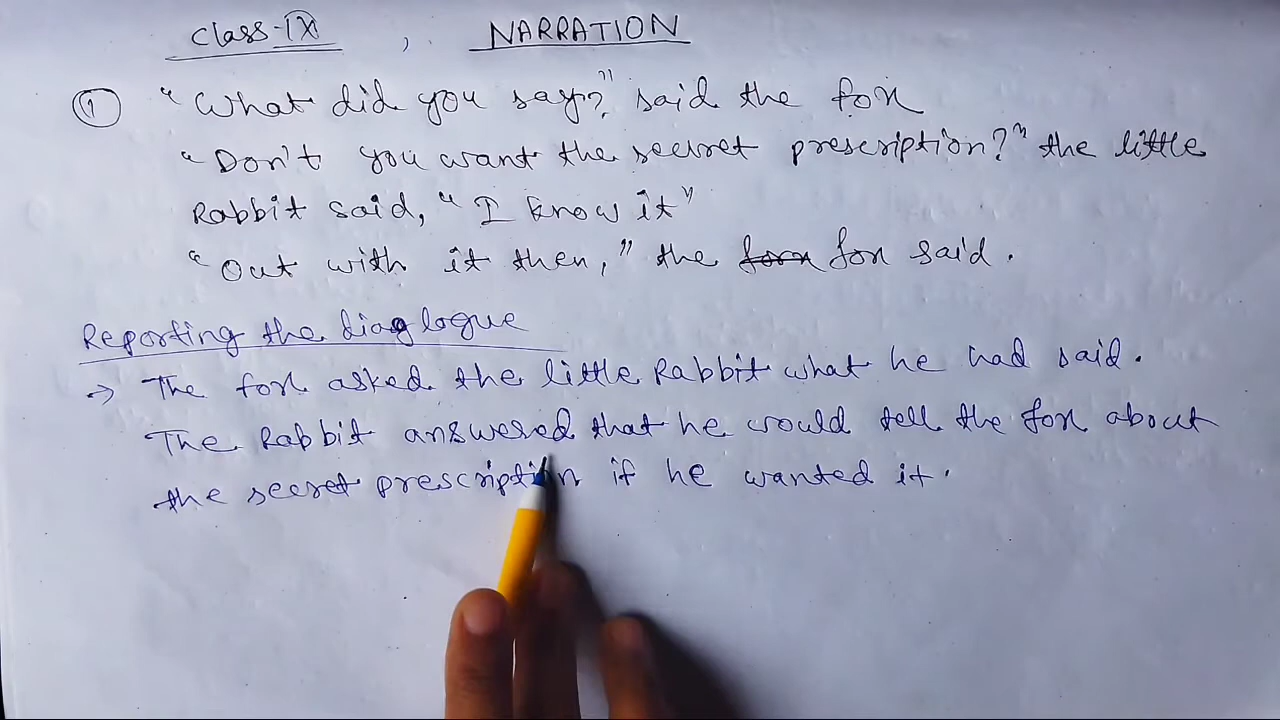 Class-IX , NARRATION
① "What did you say?" said the fox
"Don't you want the secret prescription?" the little
Rabbit said, "I know it"
"Out with it then," the fox said.
Reporting the dialogue
→ The fox asked the little Rabbit what he had said.
The Rabbit answered that he would tell the fox about
the secret prescription if he wanted it.